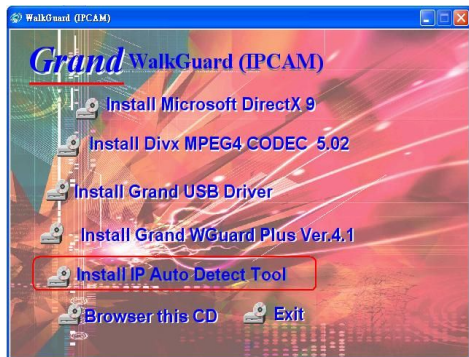 WalkGuard (IPCAM)
Grand WalkGuard (IPCAM)
Install Microsoft DirectX 9
Install Divx MPEG4 CODEC 5.02
Install Grand USB Driver
Install Grand WGuard Plus Ver.4.1
Install IP Auto Detect Tool
Browser this CD Exit